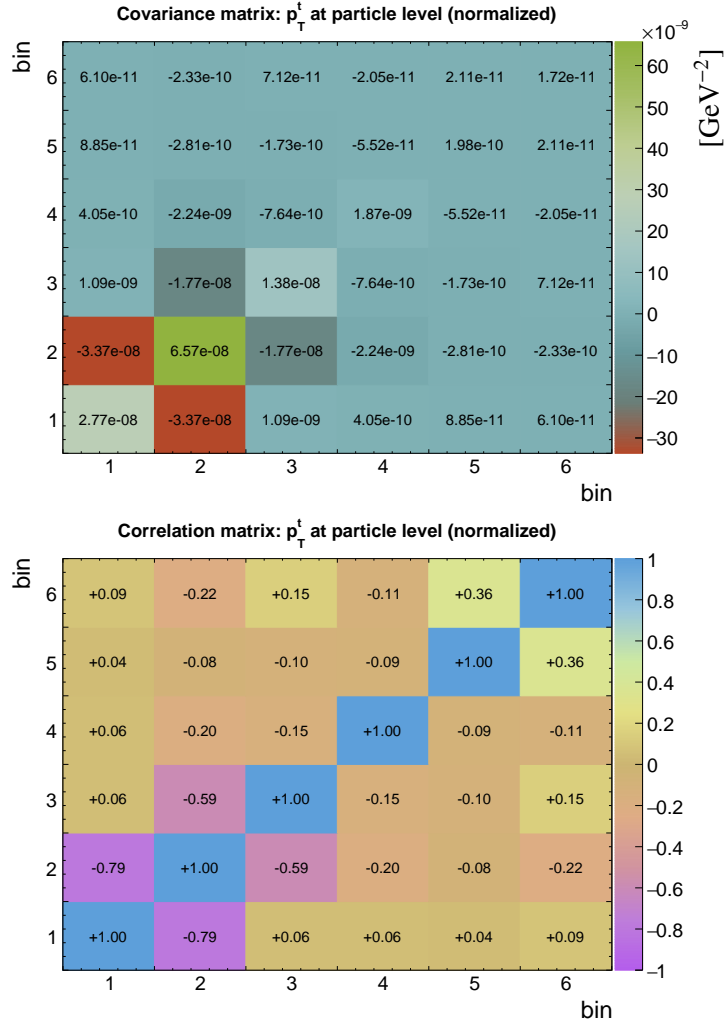 Covariance matrix: p_T^t at particle level (normalized)
×10⁻⁹
bin
[GeV⁻²]
6 6.10e-11 -2.33e-10 7.12e-11 -2.05e-11 2.11e-11 1.72e-11
5 8.85e-11 -2.81e-10 -1.73e-10 -5.52e-11 1.98e-10 2.11e-11
4 4.05e-10 -2.24e-09 -7.64e-10 1.87e-09 -5.52e-11 -2.05e-11
3 1.09e-09 -1.77e-08 1.38e-08 -7.64e-10 -1.73e-10 7.12e-11
2 -3.37e-08 6.57e-08 -1.77e-08 -2.24e-09 -2.81e-10 -2.33e-10
1 2.77e-08 -3.37e-08 1.09e-09 4.05e-10 8.85e-11 6.10e-11
1 2 3 4 5 6
bin
60
50
40
30
20
10
0
−10
−20
−30
Correlation matrix: p_T^t at particle level (normalized)
bin
6 +0.09 -0.22 +0.15 -0.11 +0.36 +1.00
5 +0.04 -0.08 -0.10 -0.09 +1.00 +0.36
4 +0.06 -0.20 -0.15 +1.00 -0.09 -0.11
3 +0.06 -0.59 +1.00 -0.15 -0.10 +0.15
2 -0.79 +1.00 -0.59 -0.20 -0.08 -0.22
1 +1.00 -0.79 +0.06 +0.06 +0.04 +0.09
1 2 3 4 5 6
bin
1
0.8
0.6
0.4
0.2
0
−0.2
−0.4
−0.6
−0.8
−1